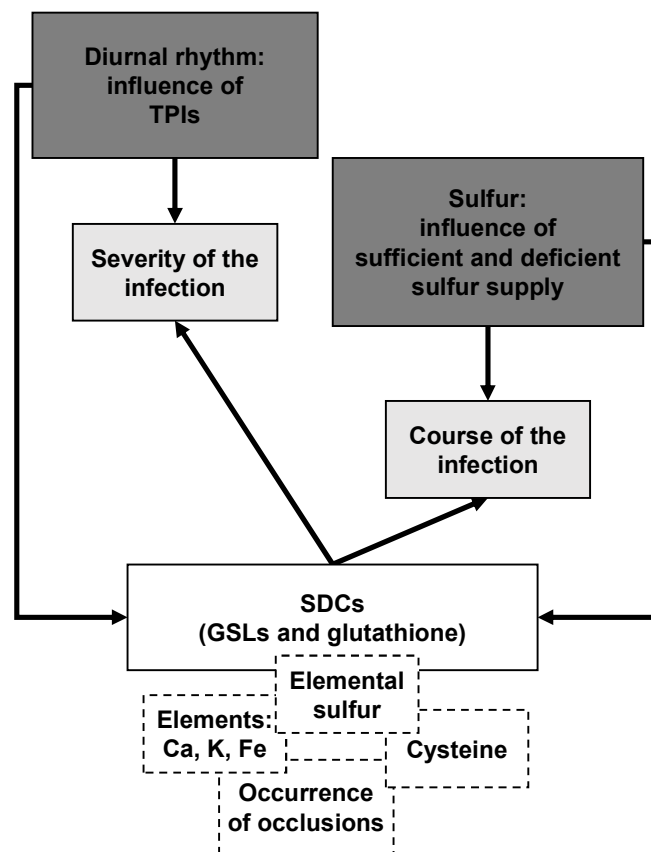 Diurnal rhythm:
influence of
TPIs
Sulfur:
influence of
sufficient and deficient
sulfur supply
Severity of the
infection
Course of the
infection
SDCs
(GSLs and glutathione)
Elemental
sulfur
Elements:
Ca, K, Fe
Cysteine
Occurrence
of occlusions